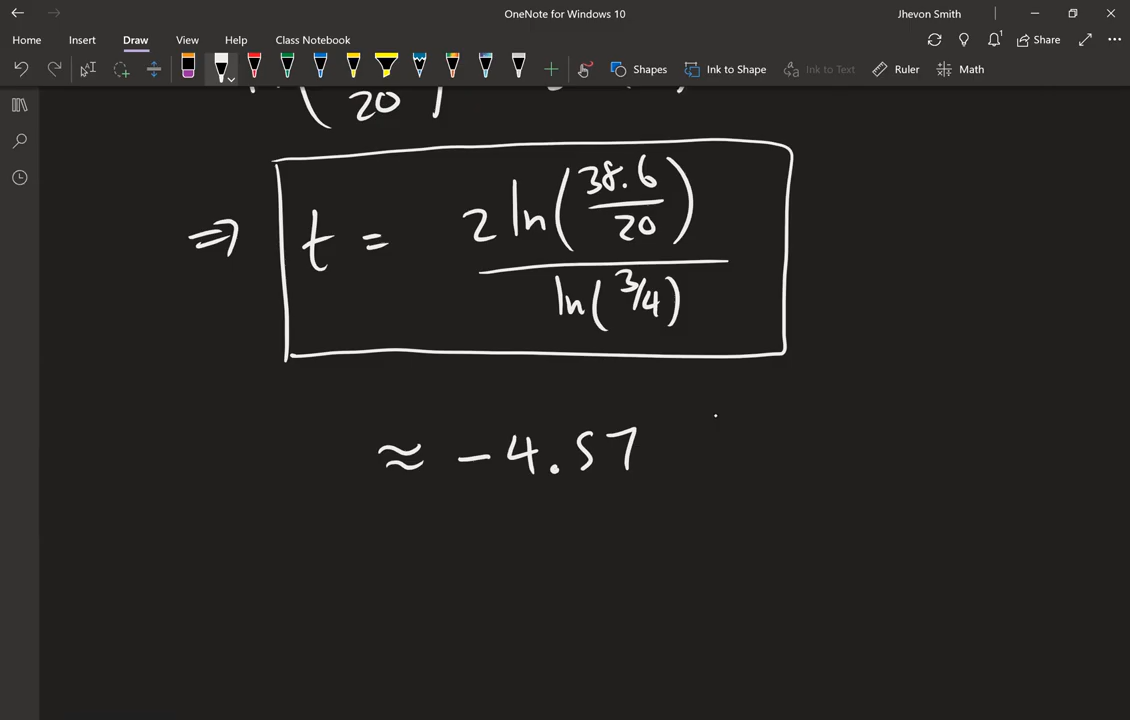 OneNote for Windows 10
Jhevon Smith
Home Insert Draw View Help Class Notebook
Share
Shapes Ink to Shape Ink to Text Ruler Math
20
⇒ t = 2 ln(38.6/20) / ln(3/4)
≈ -4.57